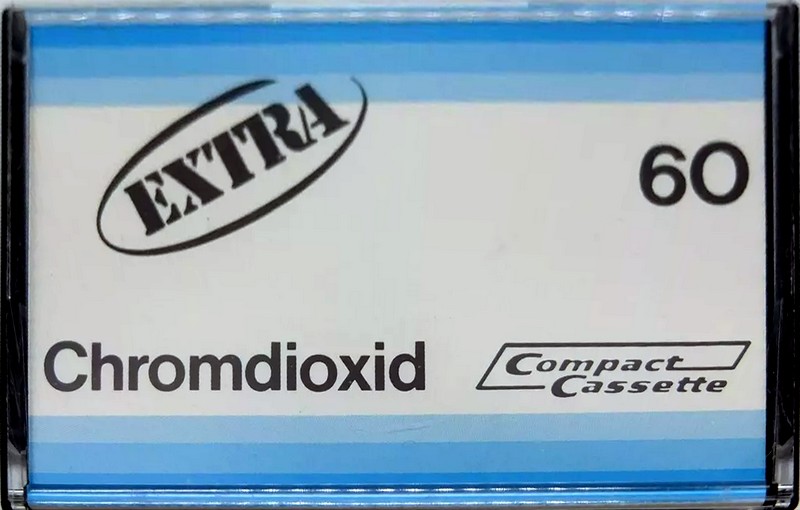 EXTRA
60
Chromdioxid
Compact
Cassette